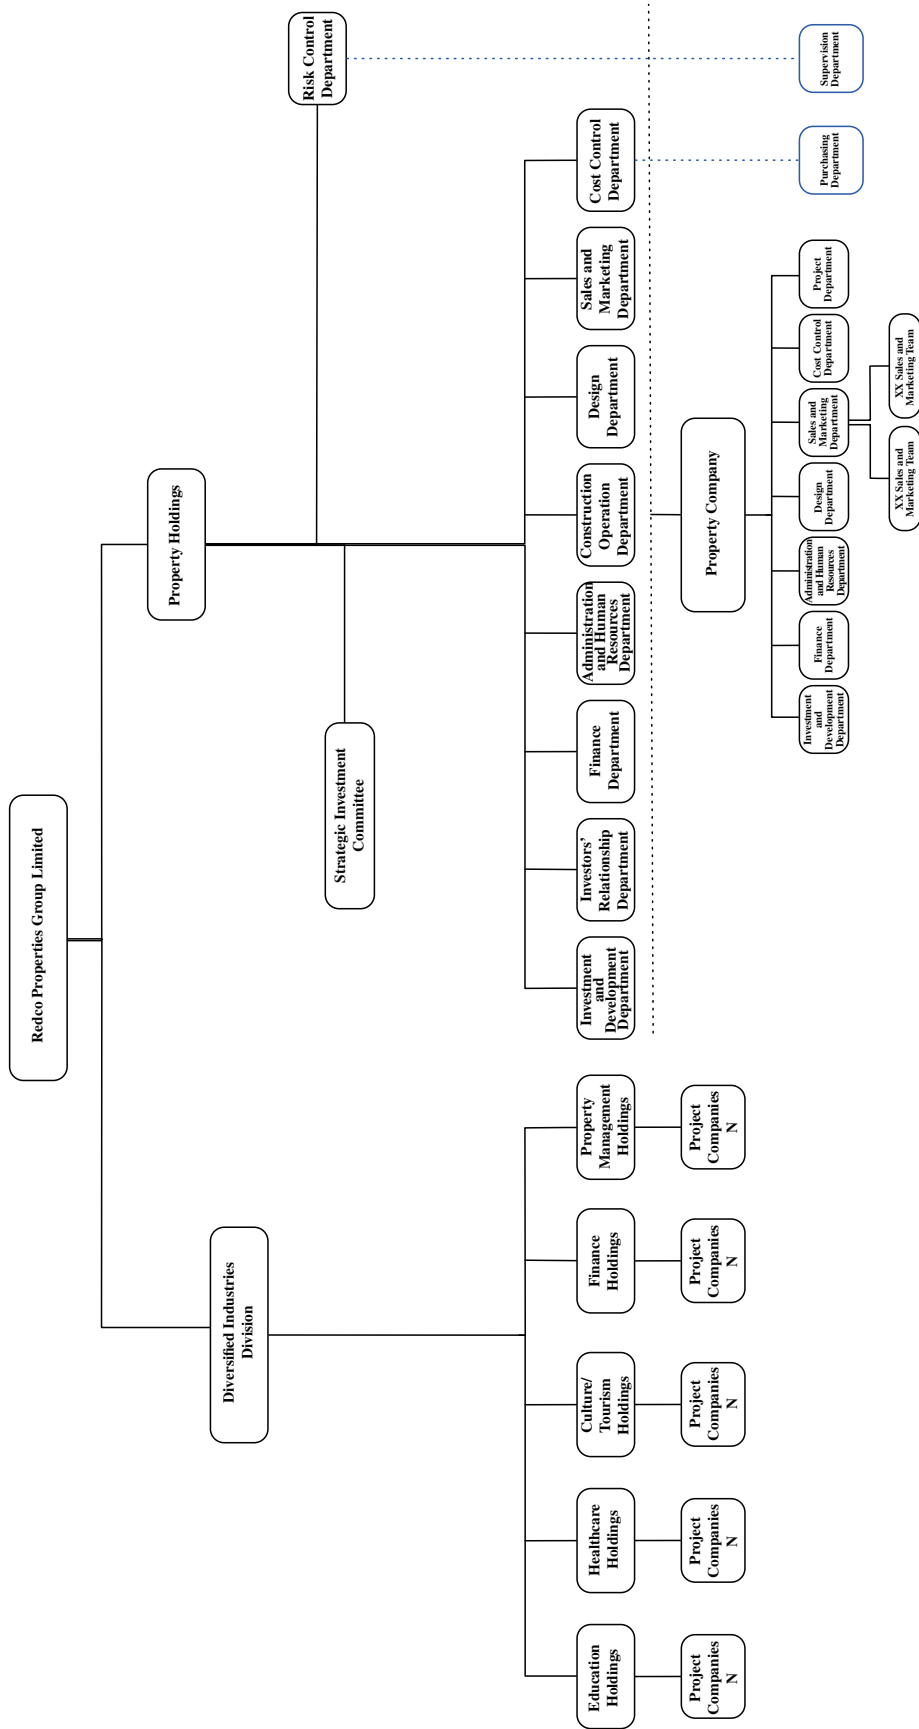 Redco Properties Group Limited
Diversified Industries
Division
Property Holdings
Risk Control
Department
Strategic Investment
Committee
Education
Holdings
Healthcare
Holdings
Culture/
Tourism
Holdings
Finance
Holdings
Property
Management
Holdings
Investment
and
Development
Department
Investors’
Relationship
Department
Finance
Department
Administration
and Human
Resources
Department
Construction
Operation
Department
Design
Department
Sales and
Marketing
Department
Cost Control
Department
Project
Companies
N
Project
Companies
N
Project
Companies
N
Project
Companies
N
Project
Companies
N
Property Company
Investment
and
Development
Department
Finance
Department
Administration
and Human
Resources
Department
Design
Department
Sales and
Marketing
Department
Cost Control
Department
Project
Department
Purchasing
Department
Supervision
Department
XX Sales and
Marketing Team
XX Sales and
Marketing Team